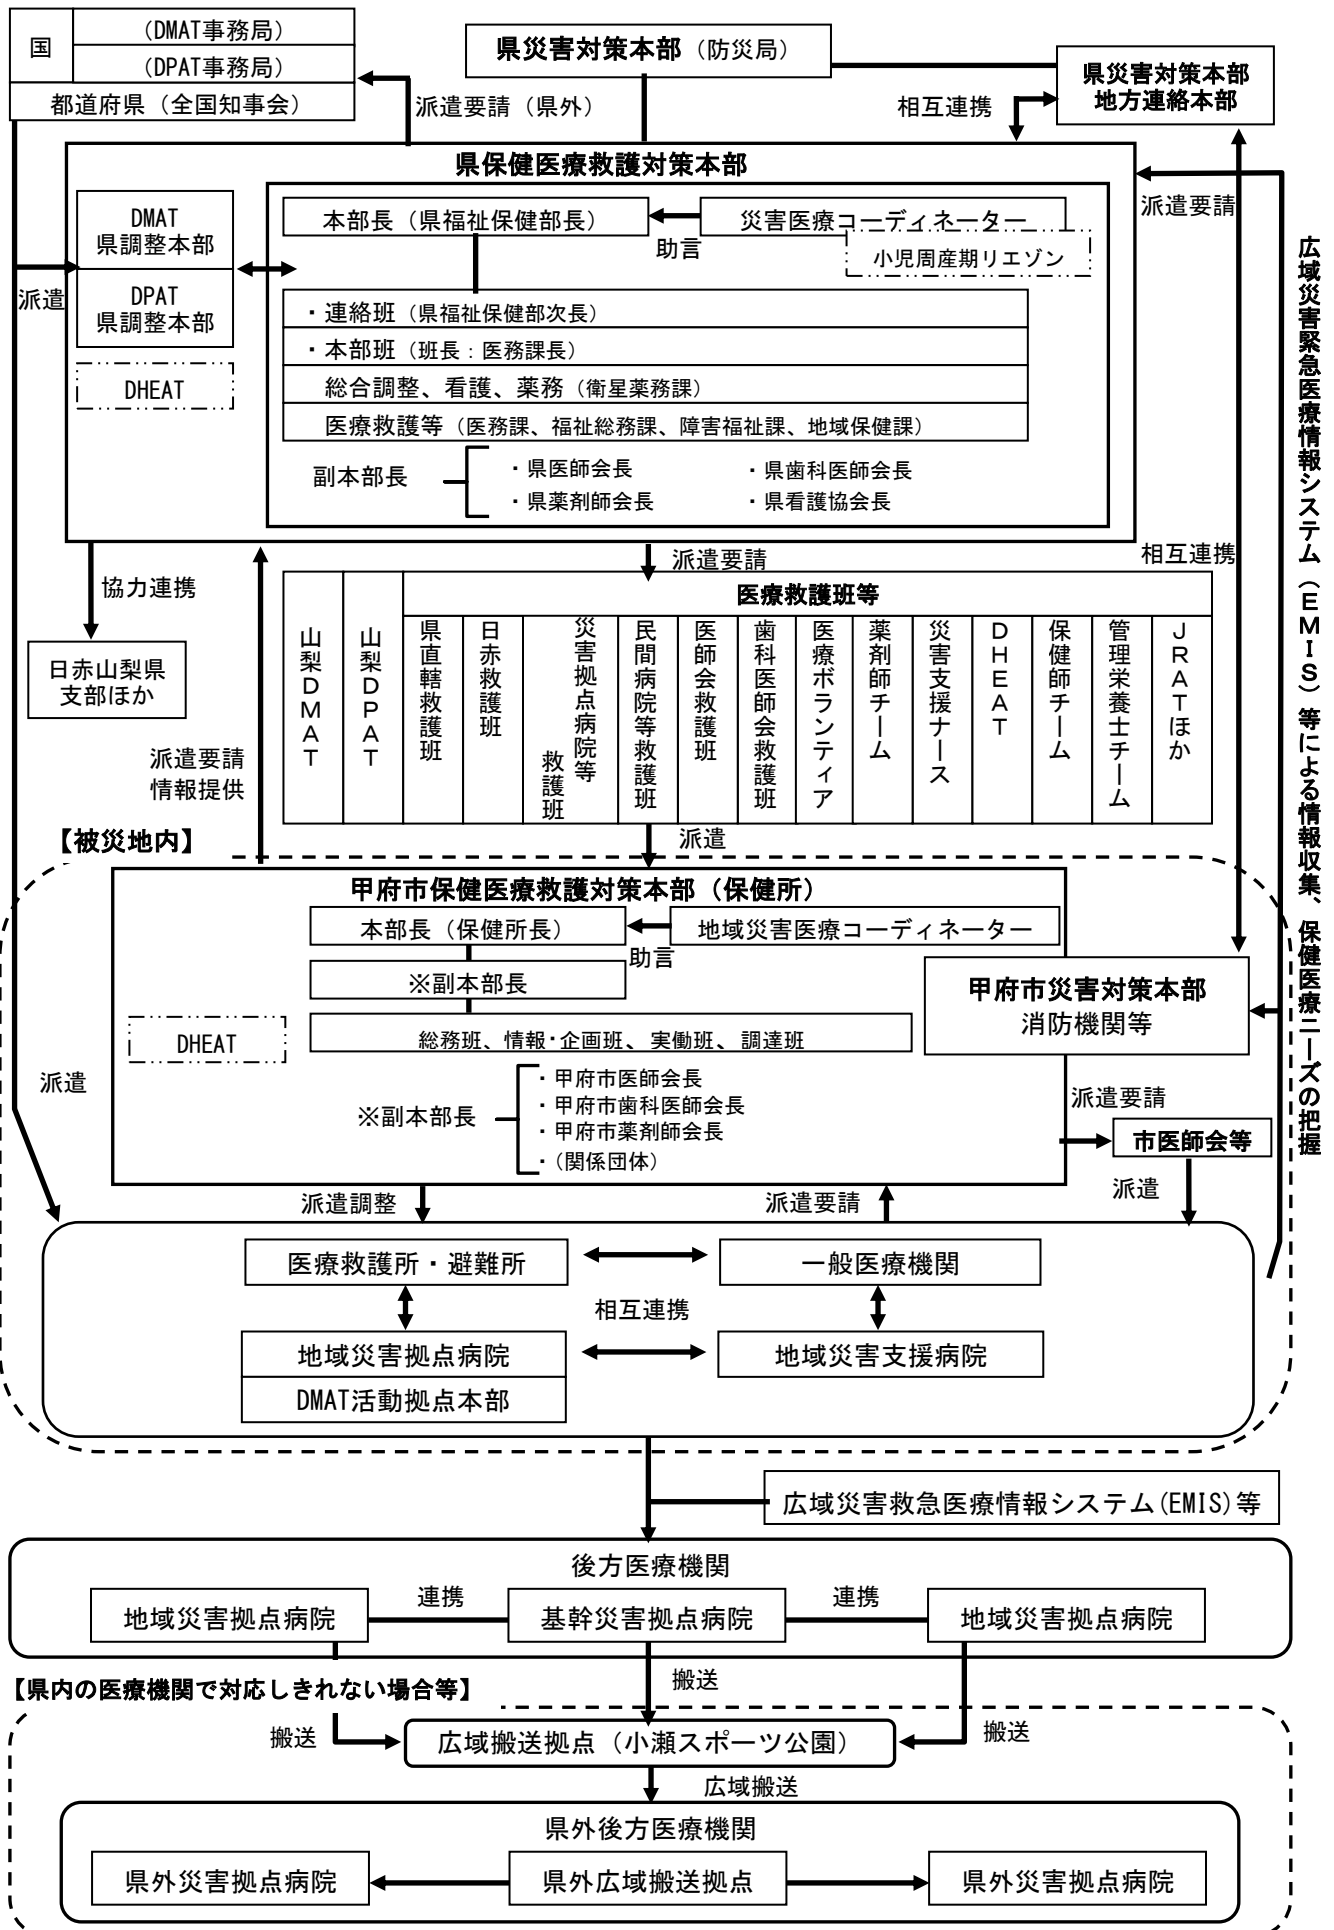 国
（DMAT事務局）
（DPAT事務局）
都道府県（全国知事会）
県災害対策本部（防災局）
県災害対策本部
地方連絡本部
派遣要請（県外）
相互連携
県保健医療救護対策本部
派遣要請
DMAT
県調整本部
DPAT
県調整本部
DHEAT
派遣
本部長（県福祉保健部長）
災害医療コーディネーター
助言
小児周産期リエゾン
・連絡班（県福祉保健部次長）
・本部班（班長：医務課長）
総合調整、看護、薬務（衛星薬務課）
医療救護等（医務課、福祉総務課、障害福祉課、地域保健課）
副本部長
・県医師会長
・県歯科医師会長
・県薬剤師会長
・県看護協会長
広域災害緊急医療情報システム（ＥＭＩＳ）等による情報収集、保健医療ニーズの把握
協力連携
派遣要請
相互連携
日赤山梨県
支部ほか
医療救護班等
山梨ＤＭＡＴ
山梨ＤＰＡＴ
県直轄救護班
日赤救護班
災害拠点病院等
救護班
民間病院等救護班
医師会救護班
歯科医師会救護班
医療ボランティア
薬剤師チーム
災害支援ナース
ＤＨＥＡＴ
保健師チーム
管理栄養士チーム
ＪＲＡＴほか
派遣要請
情報提供
派遣
【被災地内】
甲府市保健医療救護対策本部（保健所）
本部長（保健所長）
地域災害医療コーディネーター
助言
※副本部長
DHEAT
総務班、情報・企画班、実働班、調達班
甲府市災害対策本部
消防機関等
派遣
※副本部長
・甲府市医師会長
・甲府市歯科医師会長
・甲府市薬剤師会長
・（関係団体）
派遣要請
市医師会等
派遣調整
派遣要請
派遣
医療救護所・避難所
一般医療機関
相互連携
地域災害拠点病院
DMAT活動拠点本部
地域災害支援病院
広域災害救急医療情報システム(EMIS)等
後方医療機関
地域災害拠点病院
連携
基幹災害拠点病院
連携
地域災害拠点病院
【県内の医療機関で対応しきれない場合等】
搬送
搬送
搬送
広域搬送拠点（小瀬スポーツ公園）
広域搬送
県外後方医療機関
県外災害拠点病院
県外広域搬送拠点
県外災害拠点病院